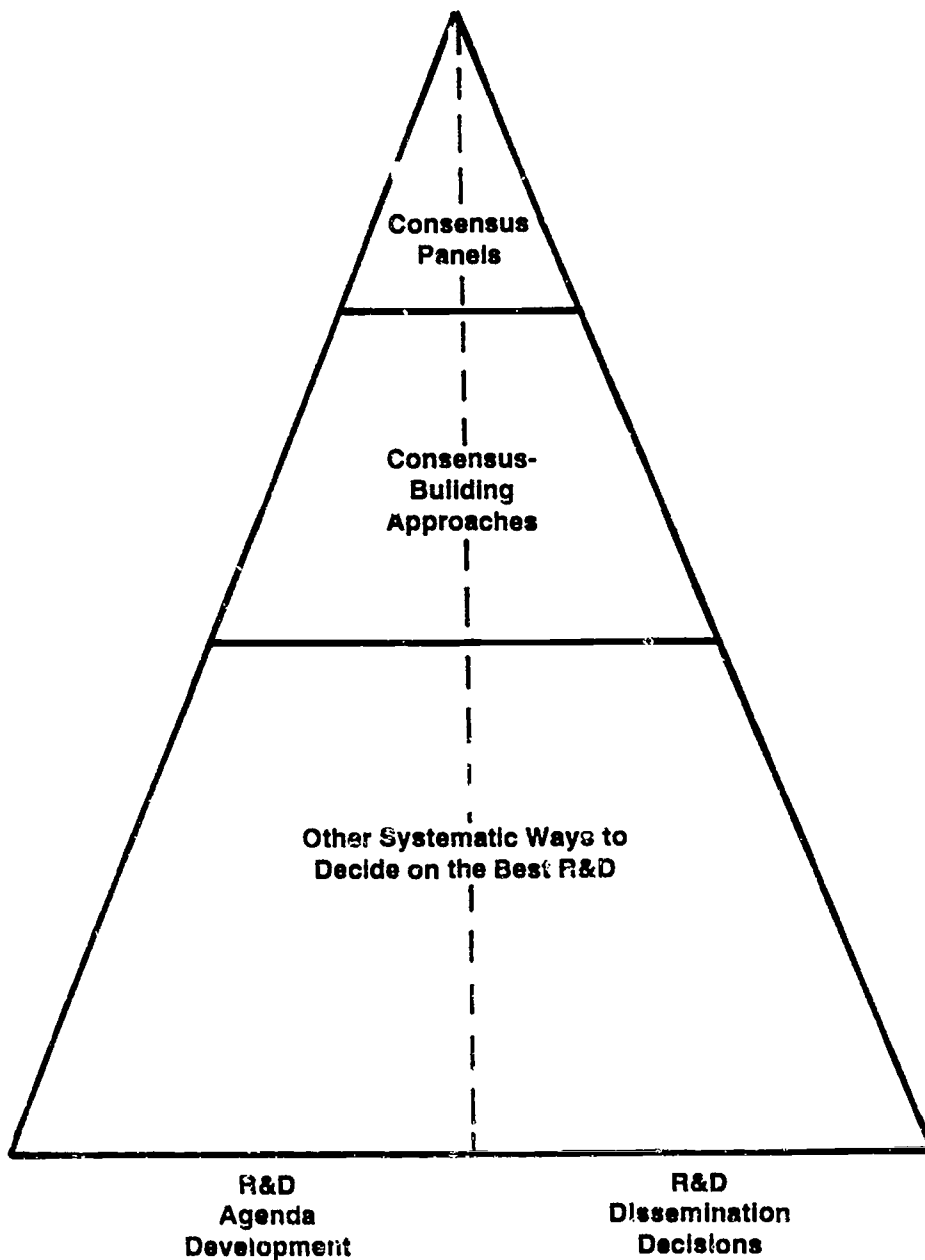 Consensus
Panels
Consensus-
Building
Approaches
Other Systematic Ways to
Decide on the Best R&D
R&D
Agenda
Development
R&D
Dissemination
Decisions